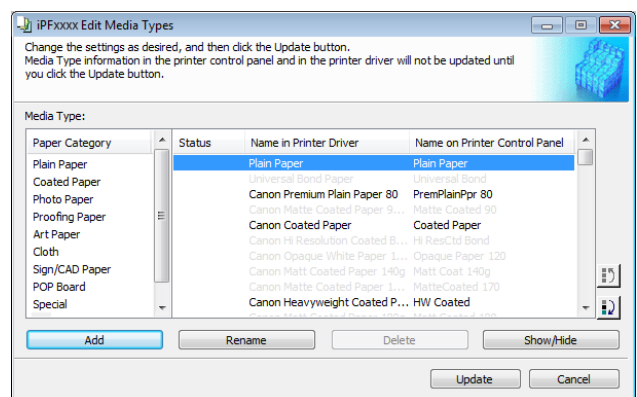 iPFxxxx Edit Media Types
Change the settings as desired, and then click the Update button.
Media Type information in the printer control panel and in the printer driver will not be updated until
you click the Update button.
Media Type:
Paper Category Status Name in Printer Driver Name on Printer Control Panel
Plain Paper
Coated Paper
Photo Paper
Proofing Paper
Art Paper
Cloth
Sign/CAD Paper
POP Board
Special
Plain Paper Plain Paper
Universal Bond Paper Universal Bond
Canon Premium Plain Paper 80 PremPlainPpr 80
Canon Matte Coated Paper 9... Matte Coated 90
Canon Coated Paper Coated Paper
Canon Hi Resolution Coated B... Hi ResCtd Bond
Canon Opaque White Paper 1... Opaque Paper 120
Canon Matt Coated Paper 140g Matt Coat 140g
Canon Matte Coated Paper 1... MatteCoated 170
Canon Heavyweight Coated P... HW Coated
Add Rename Delete Show/Hide
Update Cancel